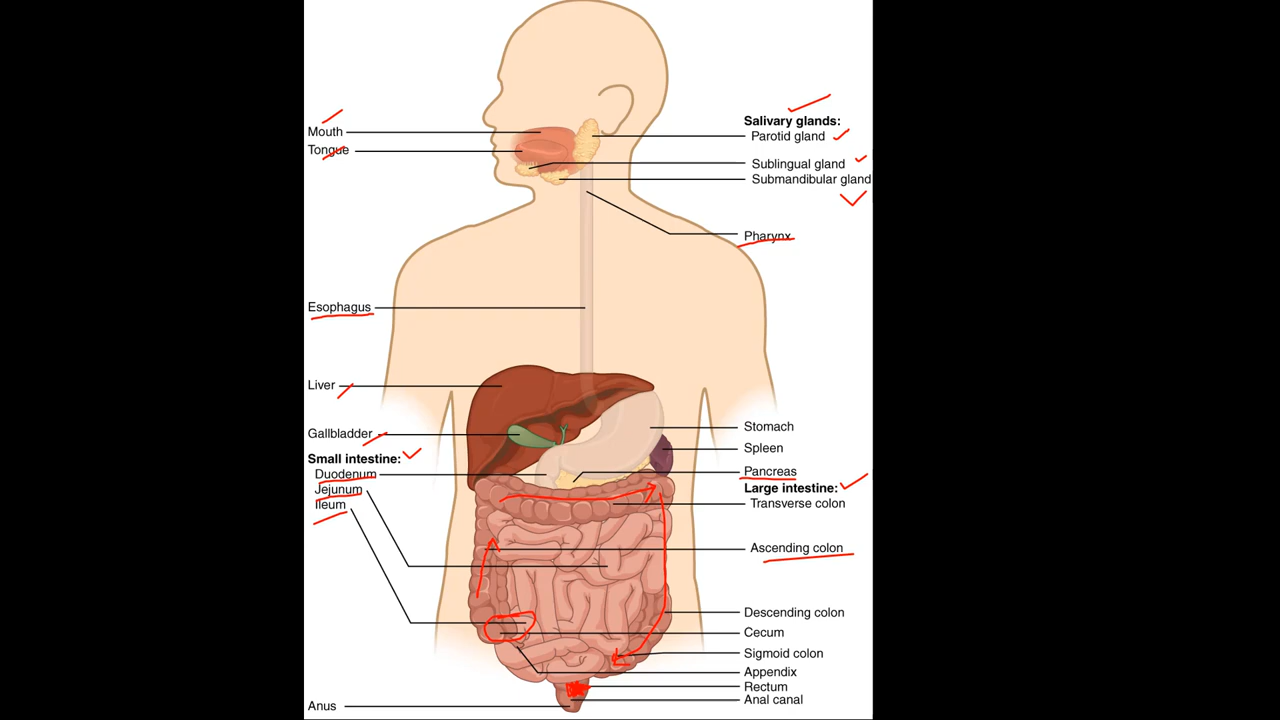 Mouth
Tongue
Esophagus
Liver
Gallbladder
Small intestine:
Duodenum
Jejunum
Ileum
Anus
Salivary glands:
Parotid gland
Sublingual gland
Submandibular gland
Pharynx
Stomach
Spleen
Pancreas
Large intestine:
Transverse colon
Ascending colon
Descending colon
Cecum
Sigmoid colon
Appendix
Rectum
Anal canal